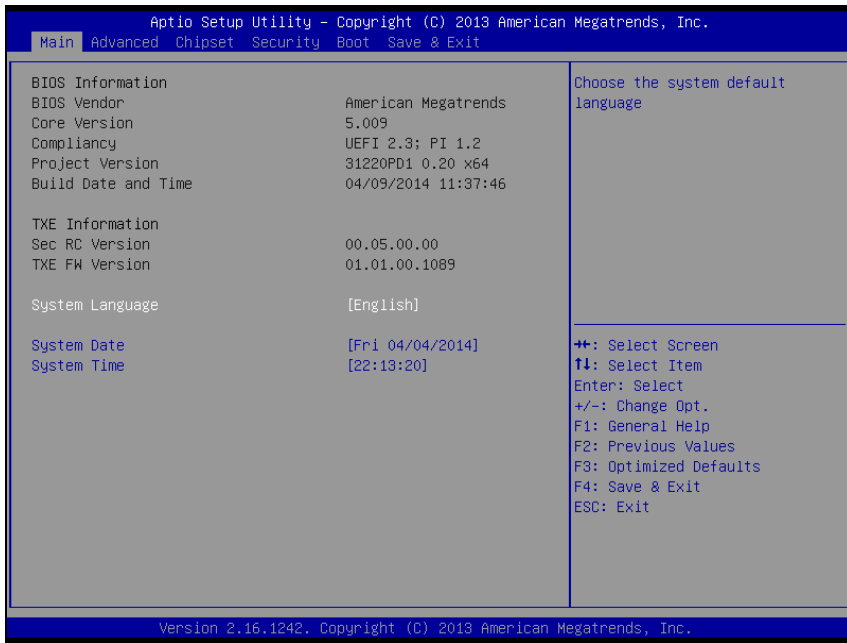 Aptio Setup Utility – Copyright (C) 2013 American Megatrends, Inc.
Main Advanced Chipset Security Boot Save & Exit
BIOS Information
BIOS Vendor American Megatrends
Core Version 5.009
Compliancy UEFI 2.3; PI 1.2
Project Version 31220PD1 0.20 x64
Build Date and Time 04/09/2014 11:37:46
TXE Information
Sec RC Version 00.05.00.00
TXE FW Version 01.01.00.1089
System Language [English]
System Date [Fri 04/04/2014]
System Time [22:13:20]
Choose the system default
language
→←: Select Screen
↑↓: Select Item
Enter: Select
+/-: Change Opt.
F1: General Help
F2: Previous Values
F3: Optimized Defaults
F4: Save & Exit
ESC: Exit
Version 2.16.1242. Copyright (C) 2013 American Megatrends, Inc.